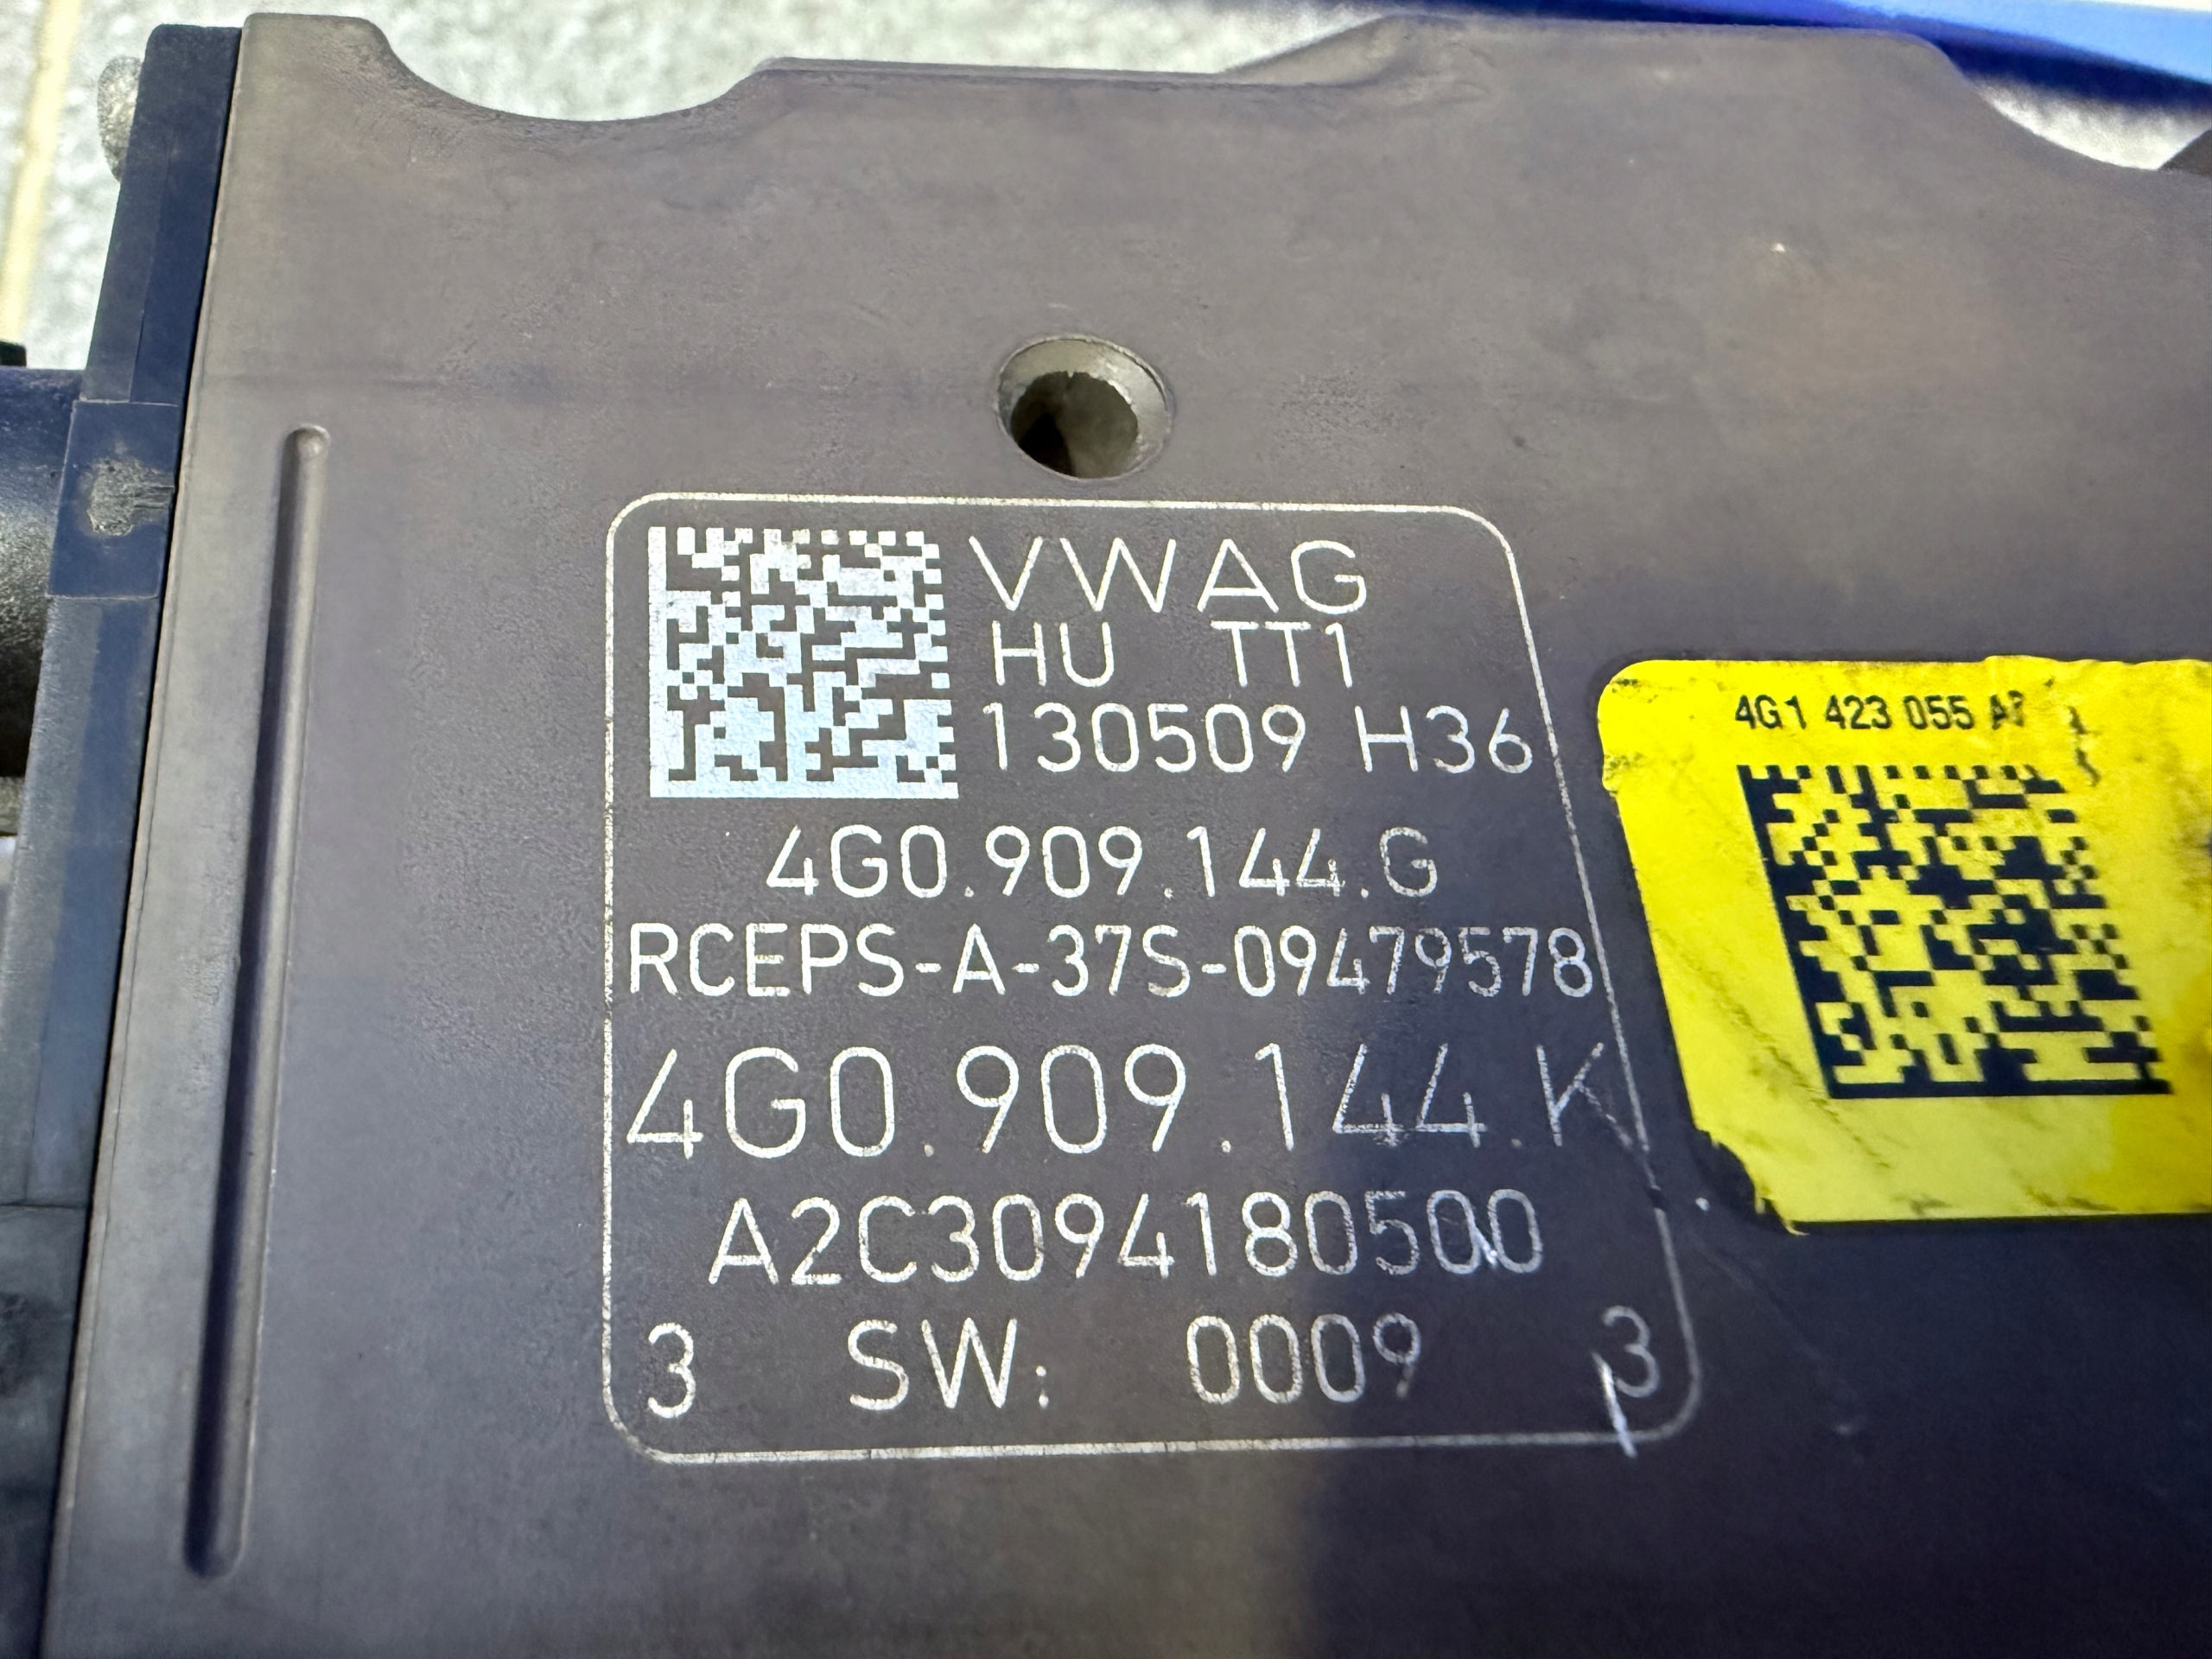 VWAG
HU TT1
130509 H36
4G0.909.144.G
RCEPS-A-37S-09479578
4G0.909.144.K
A2C3094180500
3 SW: 0009 3
4G1 423 055